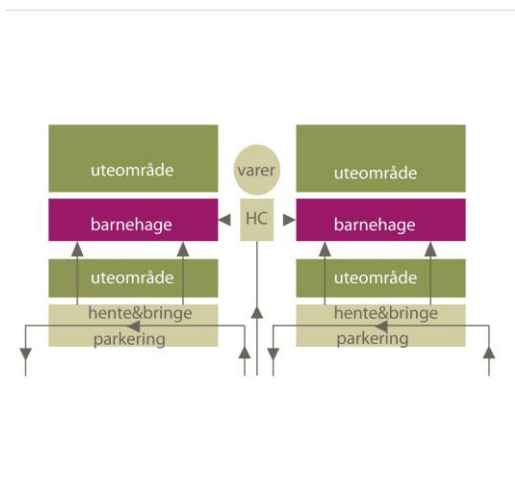 uteområde
barnehage
uteområde
hente&bringe
parkering
varer
HC
uteområde
barnehage
uteområde
hente&bringe
parkering